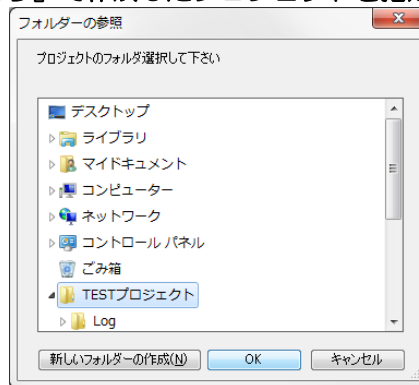 フォルダーの参照
プロジェクトのフォルダ選択して下さい
デスクトップ
ライブラリ
マイドキュメント
コンピューター
ネットワーク
コントロール パネル
ごみ箱
TESTプロジェクト
Log
新しいフォルダーの作成(N) OK キャンセル